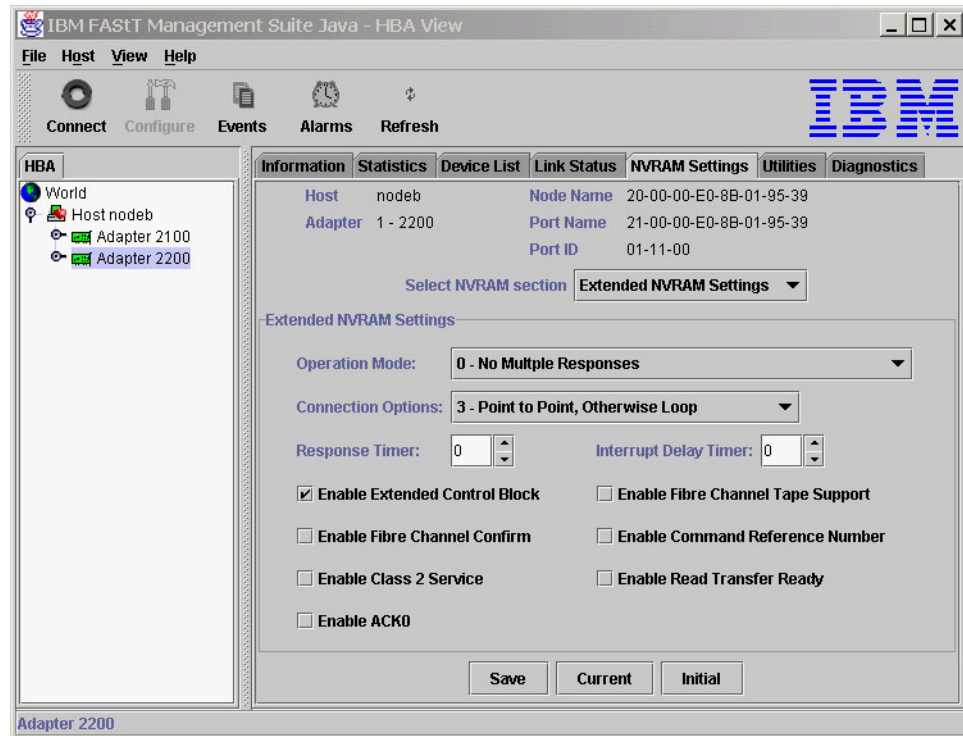 IBM FAStT Management Suite Java - HBA View
File Host View Help
Connect Configure Events Alarms Refresh
IBM
HBA
World
Host nodeb
Adapter 2100
Adapter 2200
Information Statistics Device List Link Status NVRAM Settings Utilities Diagnostics
Host nodeb Node Name 20-00-00-E0-8B-01-95-39
Adapter 1 - 2200 Port Name 21-00-00-E0-8B-01-95-39
Port ID 01-11-00
Select NVRAM section Extended NVRAM Settings
Extended NVRAM Settings
Operation Mode: 0 - No Multple Responses
Connection Options: 3 - Point to Point, Otherwise Loop
Response Timer: 0 Interrupt Delay Timer: 0
Enable Extended Control Block Enable Fibre Channel Tape Support
Enable Fibre Channel Confirm Enable Command Reference Number
Enable Class 2 Service Enable Read Transfer Ready
Enable ACK0
Save Current Initial
Adapter 2200